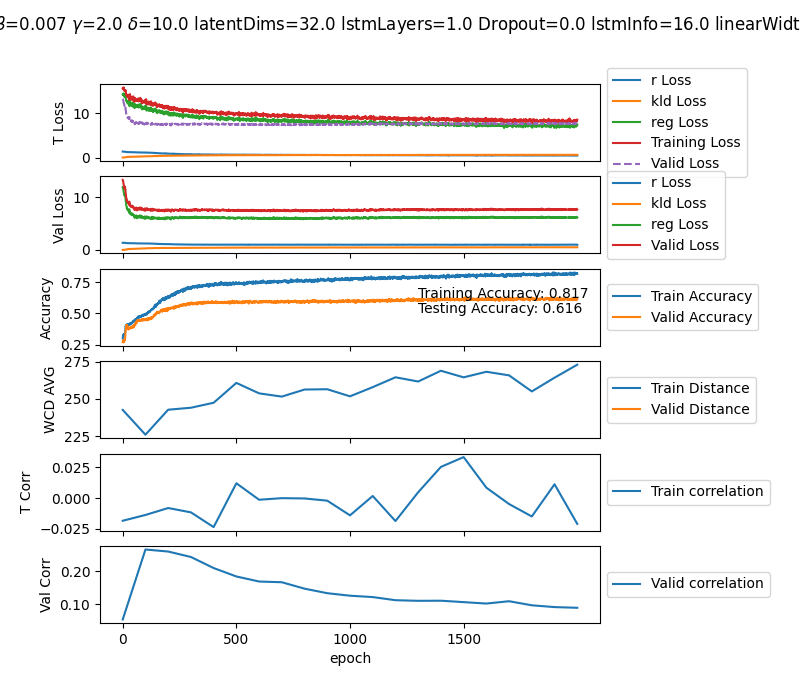 β=0.007 γ=2.0 δ=10.0 latentDims=32.0 lstmLayers=1.0 Dropout=0.0 lstmInfo=16.0 linearWidt
T Loss
10
0
r Loss
kld Loss
reg Loss
Training Loss
Valid Loss
Val Loss
10
0
r Loss
kld Loss
reg Loss
Valid Loss
Accuracy
0.75
0.50
0.25
Training Accuracy: 0.817
Testing Accuracy: 0.616
Train Accuracy
Valid Accuracy
WCD AVG
275
250
225
Train Distance
Valid Distance
T Corr
0.025
0.000
−0.025
Train correlation
Val Corr
0.20
0.10
Valid correlation
0 500 1000 1500
epoch